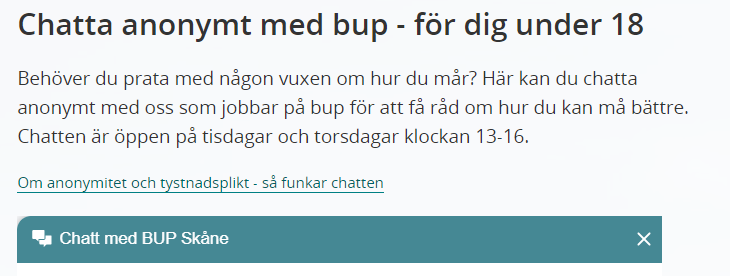 Chatta anonymt med bup - för dig under 18
Behöver du prata med någon vuxen om hur du mår? Här kan du chatta
anonymt med oss som jobbar på bup för att få råd om hur du kan må bättre.
Chatten är öppen på tisdagar och torsdagar klockan 13-16.
Om anonymitet och tystnadsplikt - så funkar chatten
Chatt med BUP Skåne